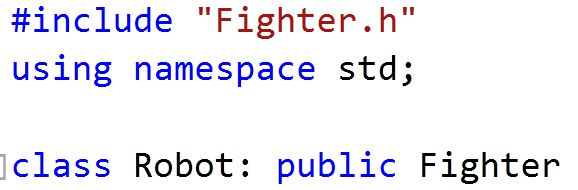 #include "Fighter.h"
using namespace std;
class Robot: public Fighter